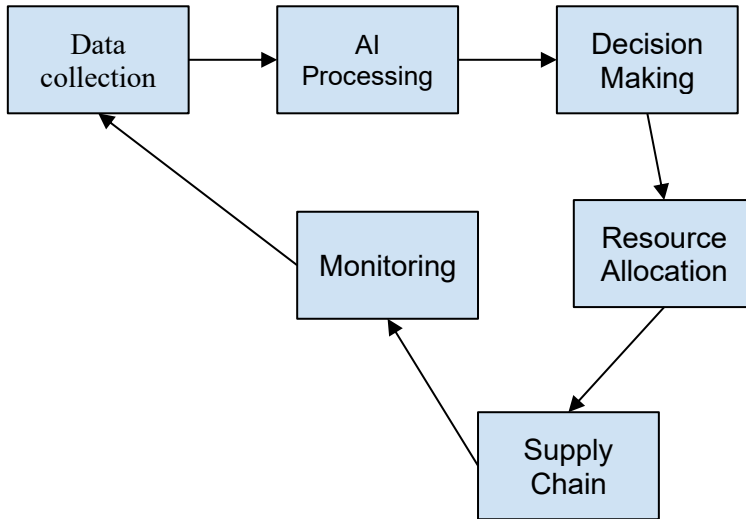 Data
collection
AI
Processing
Decision
Making
Resource
Allocation
Monitoring
Supply
Chain